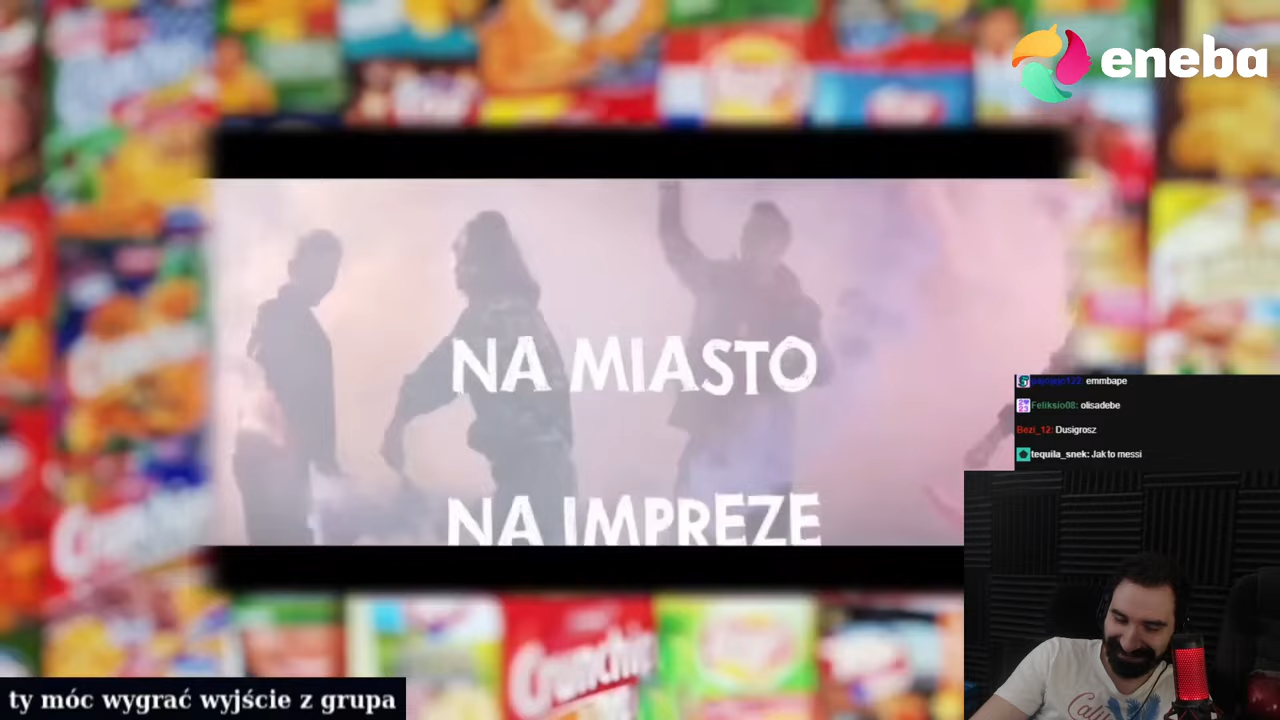 eneba
NA MIASTO
NA IMPREZE
emmbape
Feliksio08: olisadebe
Bezi_12: Dusigrosz
tequila_snek: Jak to messi
Crunchips
ty móc wygrać wyjście z grupa